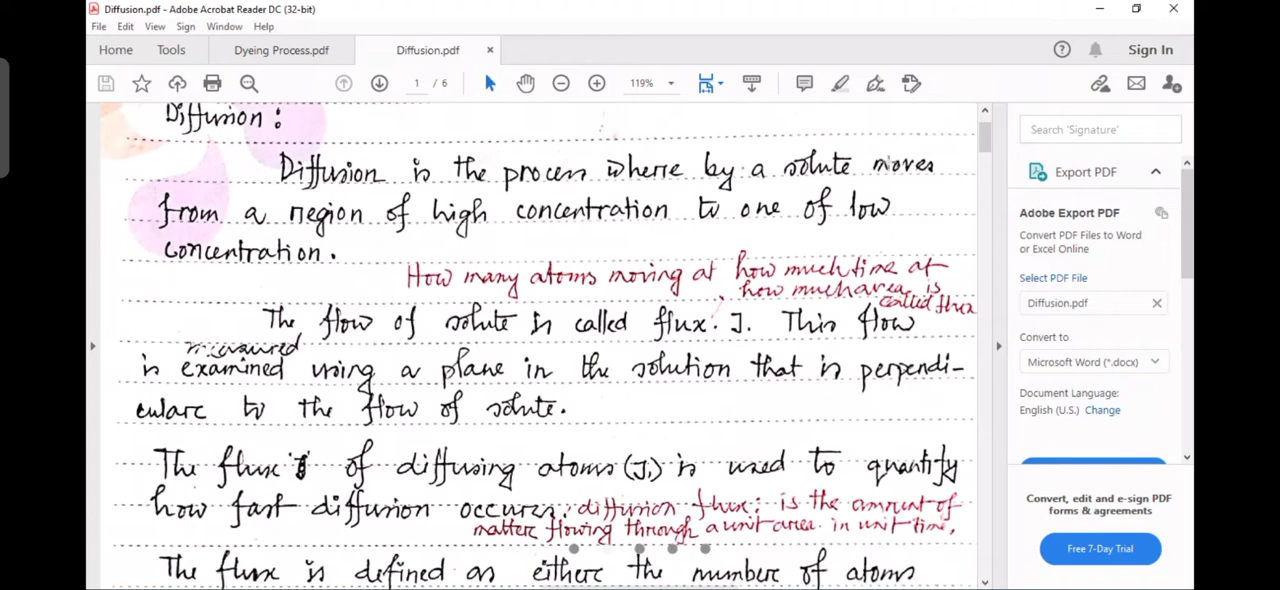 Diffusion.pdf - Adobe Acrobat Reader DC (32-bit)
File Edit View Sign Window Help
Home Tools Dyeing Process.pdf Diffusion.pdf × Sign In
1 / 6 119%
Diffusion:
Diffusion is the process wherre by a solute moves
from a region of high concentration to one of low
concentration.
How many atoms moving at how much time at
how much area is
called flux
The flow of solute is called flux. J. This flow
measured
is examined using a plane in the solution that is perpendi-
cularc to the flow of solute.
The flux J of diffusing atoms (J,) is used to quantify
how fast diffusion occures. diffusion flux: is the amount of
matter flowing through a unit area in unit time.
The flux is defined as eitherc the number of atoms
Search 'Signature'
Export PDF
Adobe Export PDF
Convert PDF Files to Word
or Excel Online
Select PDF File
Diffusion.pdf ×
Convert to
Microsoft Word (*.docx)
Document Language:
English (U.S.) Change
Convert, edit and e-sign PDF
forms & agreements
Free 7-Day Trial